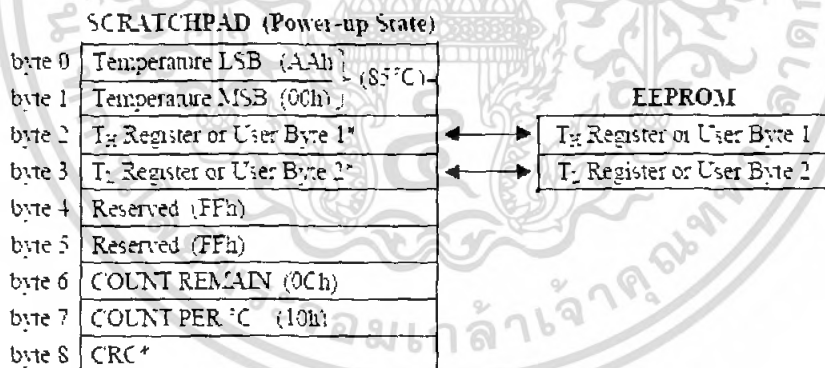 SCRATCHPAD (Power-up State)
byte 0 Temperature LSB (AAh) (85°C)
byte 1 Temperature MSB (00h) EEPROM
byte 2 TH Register or User Byte 1* TH Register or User Byte 1
byte 3 TL Register or User Byte 2* TL Register or User Byte 2
byte 4 Reserved (FFh)
byte 5 Reserved (FFh)
byte 6 COUNT REMAIN (0Ch)
byte 7 COUNT PER °C (10h)
byte 8 CRC*